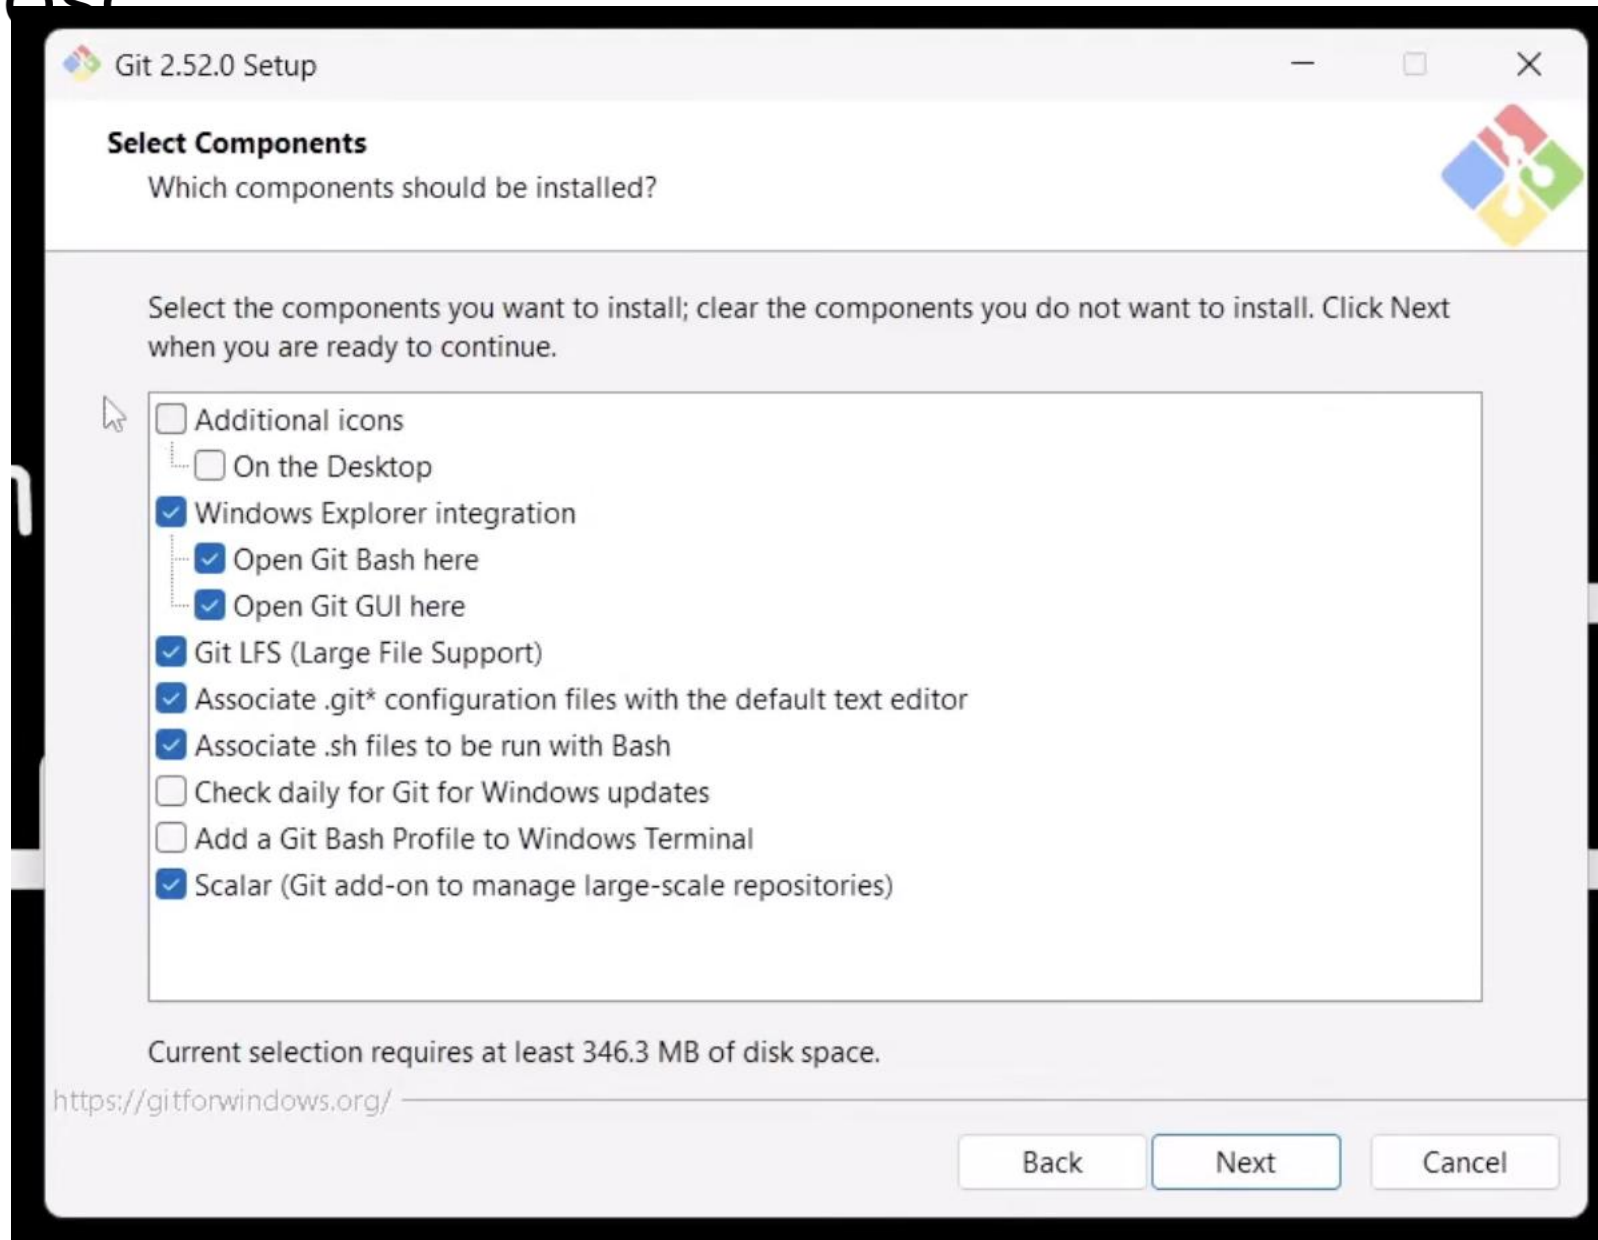 Git 2.52.0 Setup
Select Components
Which components should be installed?
Select the components you want to install; clear the components you do not want to install. Click Next
when you are ready to continue.
Additional icons
On the Desktop
Windows Explorer integration
Open Git Bash here
Open Git GUI here
Git LFS (Large File Support)
Associate .git* configuration files with the default text editor
Associate .sh files to be run with Bash
Check daily for Git for Windows updates
Add a Git Bash Profile to Windows Terminal
Scalar (Git add-on to manage large-scale repositories)
Current selection requires at least 346.3 MB of disk space.
https://gitforwindows.org/
Back Next Cancel